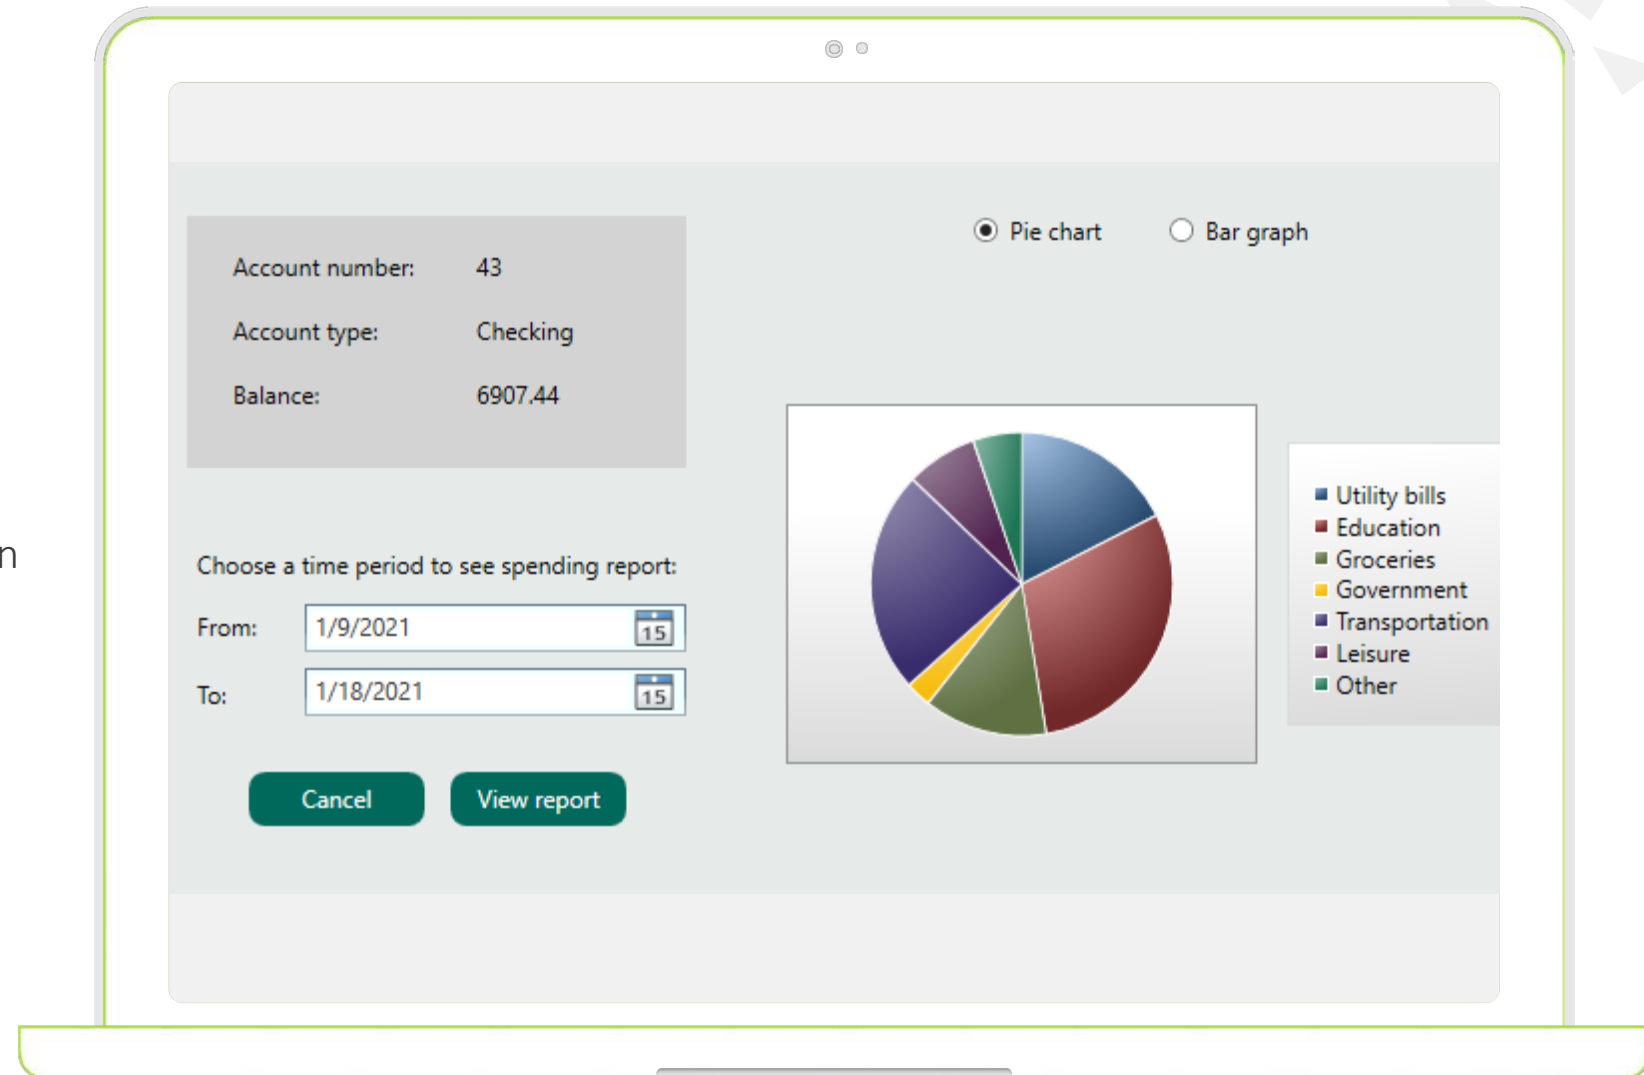 Pie chart Bar graph
Account number: 43
Account type: Checking
Balance: 6907.44
Utility bills
Education
Groceries
Government
Transportation
Leisure
Other
n
Choose a time period to see spending report:
From: 1/9/2021 15
To: 1/18/2021 15
Cancel View report